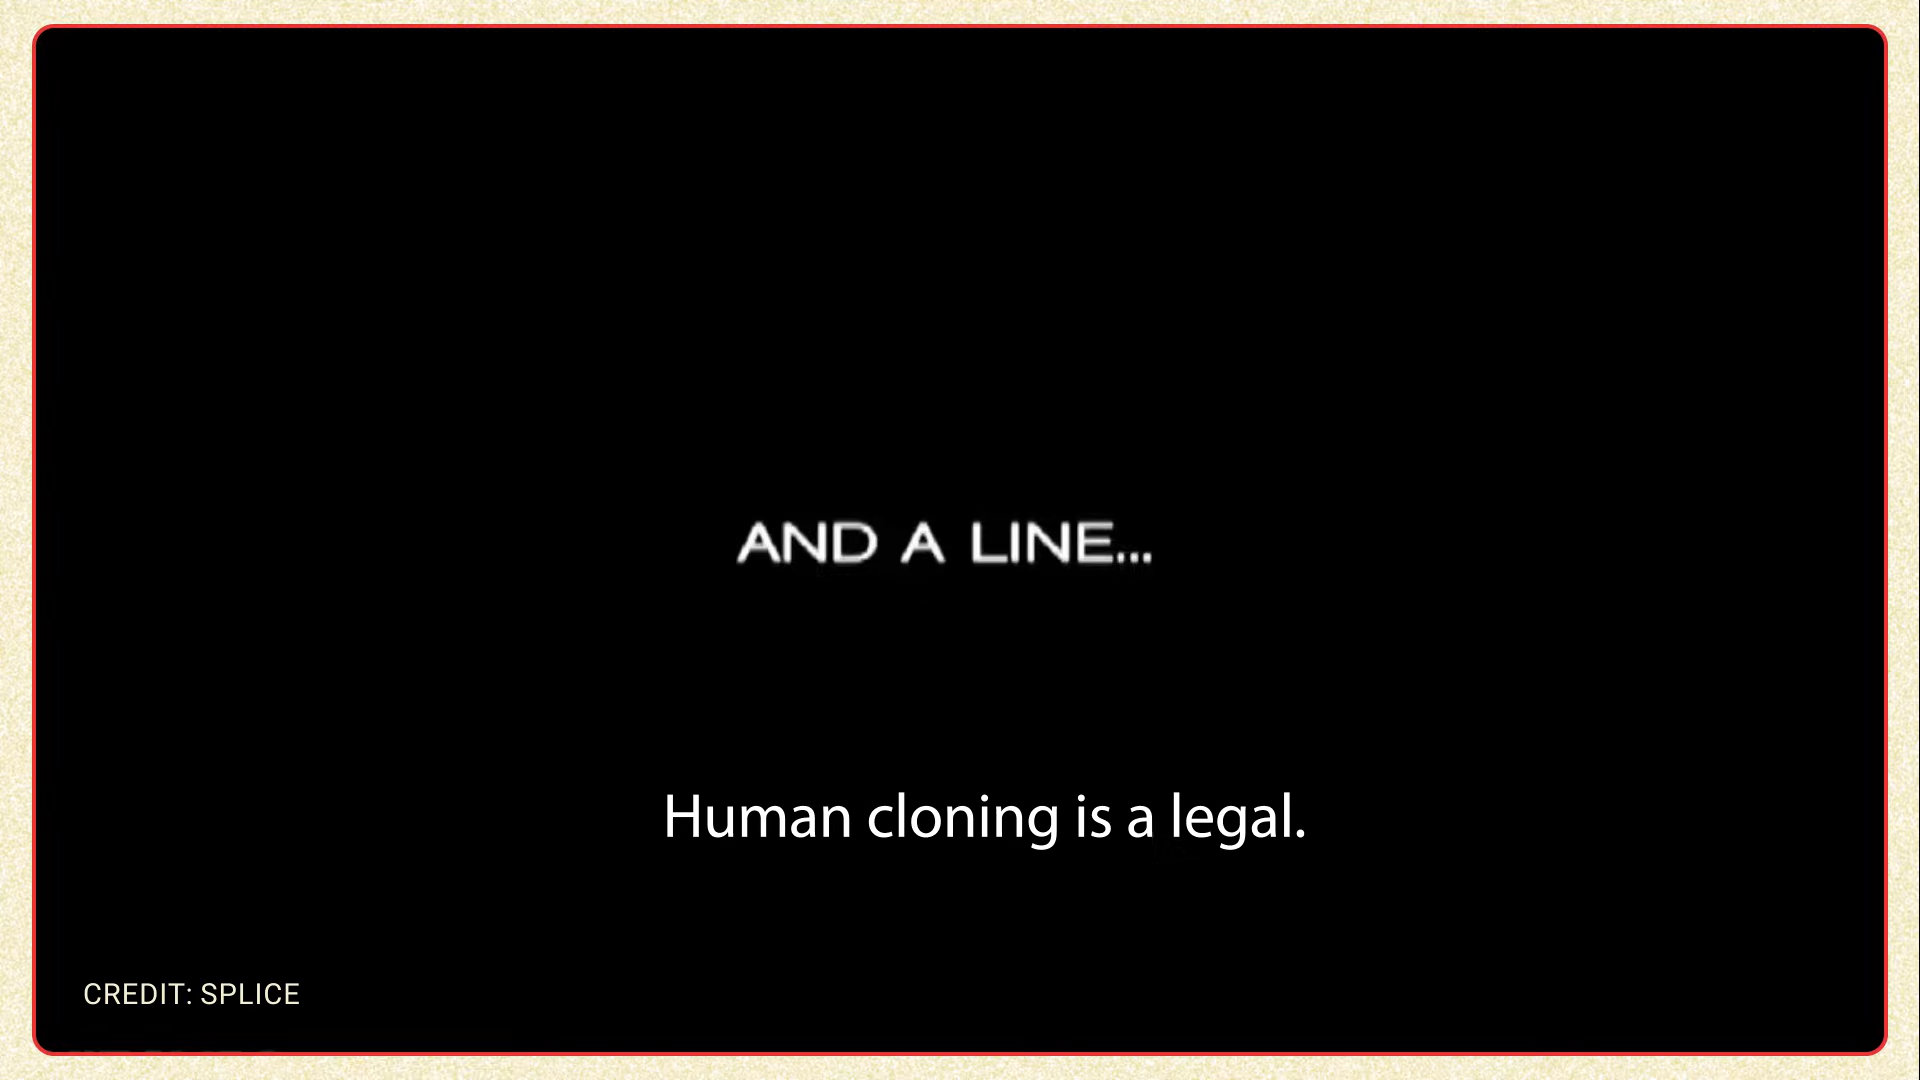 AND A LINE...
Human cloning is a legal.
CREDIT: SPLICE